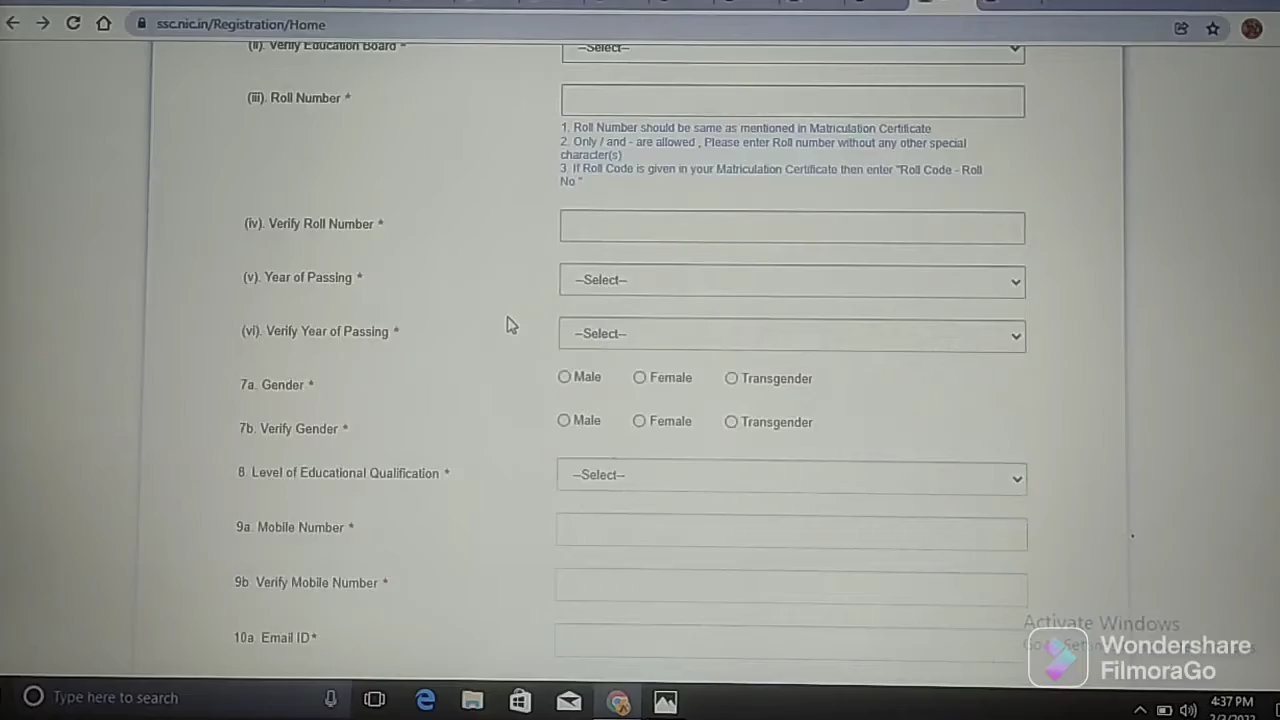 ssc.nic.in/Registration/Home
(ii). Verify Education Board *
--Select--
(iii). Roll Number *
1. Roll Number should be same as mentioned in Matriculation Certificate
2. Only / and - are allowed , Please enter Roll number without any other special
character(s)
3. If Roll Code is given in your Matriculation Certificate then enter "Roll Code - Roll
No "
(iv). Verify Roll Number *
(v). Year of Passing *
--Select--
(vi). Verify Year of Passing *
--Select--
7a. Gender *
Male Female Transgender
7b. Verify Gender *
Male Female Transgender
8. Level of Educational Qualification *
--Select--
9a. Mobile Number *
9b. Verify Mobile Number *
10a. Email ID*
Activate Windows
Go to
Wondershare
FilmoraGo
Type here to search
4:37 PM